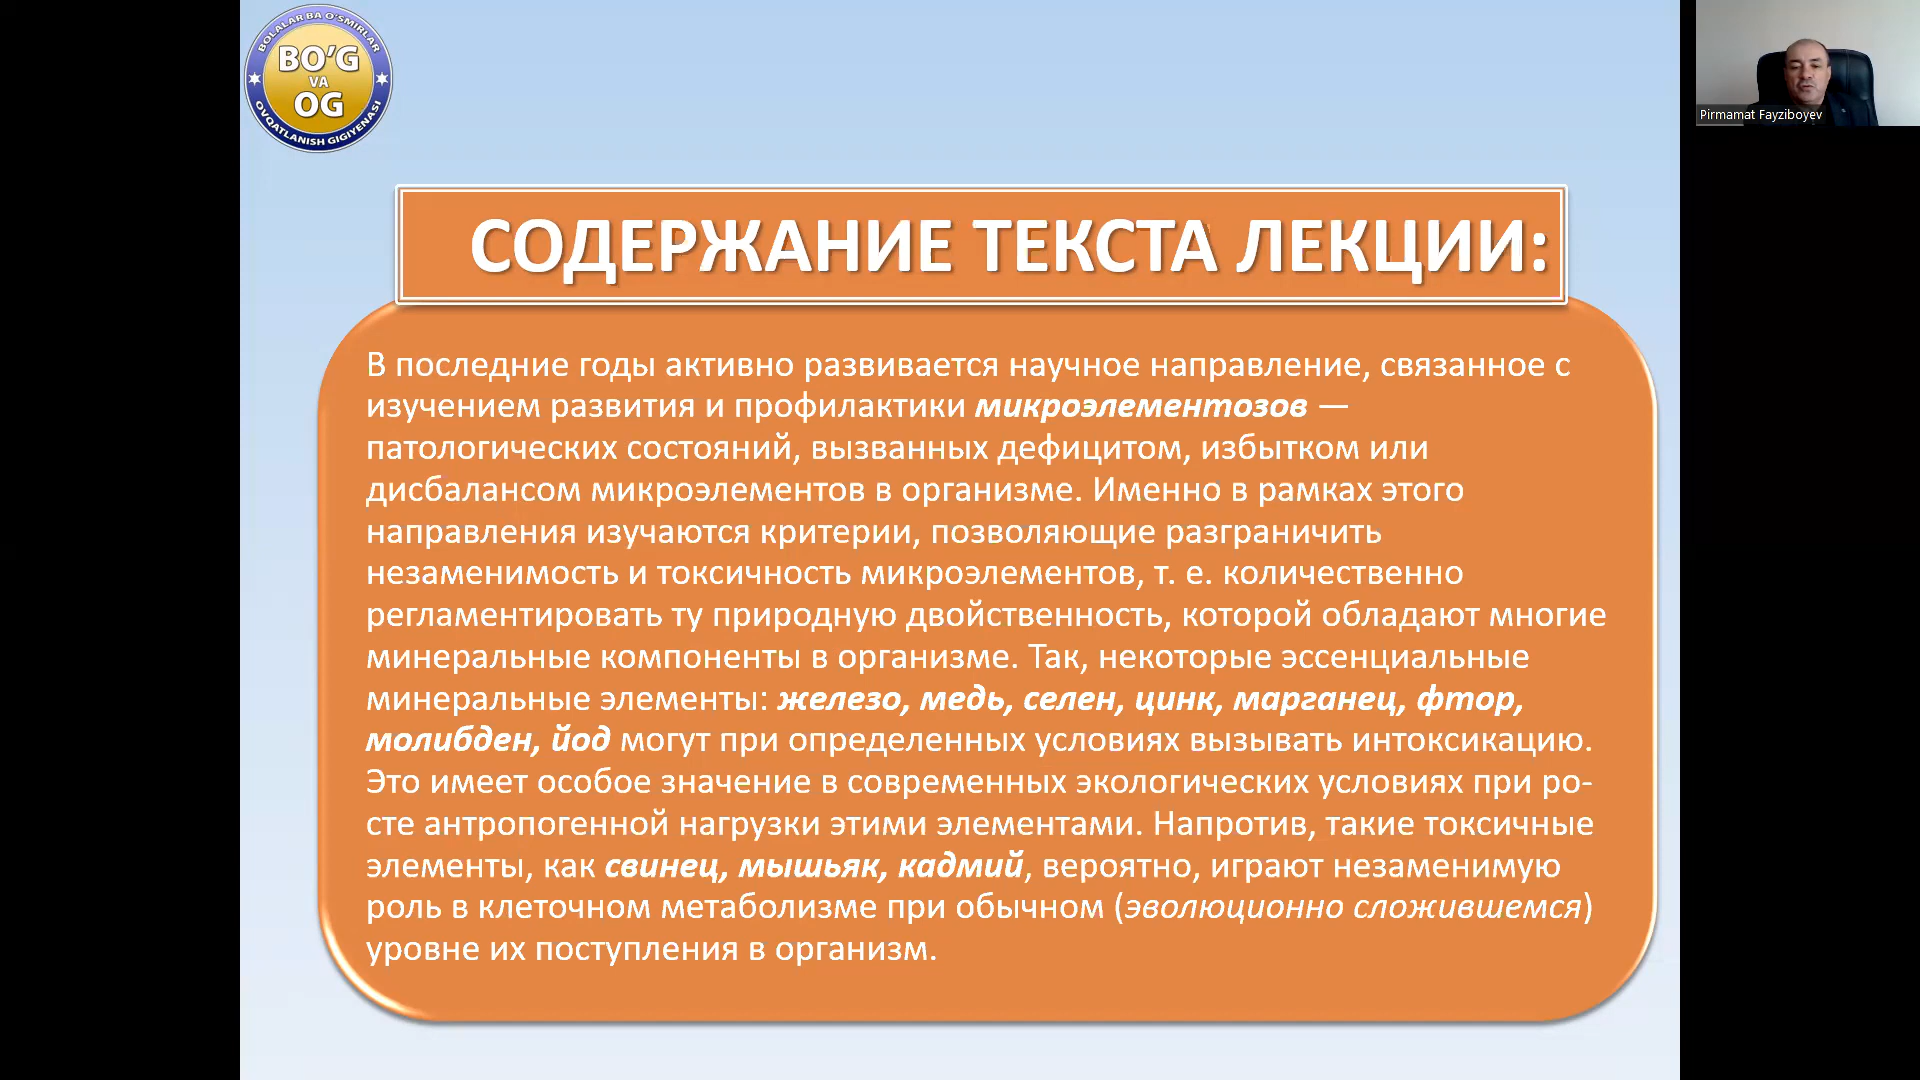 BOLALAR BA O'SMIRLAR
BO'G
VA
OG
OVQATLANISH GIGIYENASI
Pirmamat Fayziboyev
СОДЕРЖАНИЕ ТЕКСТА ЛЕКЦИИ:
В последние годы активно развивается научное направление, связанное с
изучением развития и профилактики микроэлементозов —
патологических состояний, вызванных дефицитом, избытком или
дисбалансом микроэлементов в организме. Именно в рамках этого
направления изучаются критерии, позволяющие разграничить
незаменимость и токсичность микроэлементов, т. е. количественно
регламентировать ту природную двойственность, которой обладают многие
минеральные компоненты в организме. Так, некоторые эссенциальные
минеральные элементы: железо, медь, селен, цинк, марганец, фтор,
молибден, йод могут при определенных условиях вызывать интоксикацию.
Это имеет особое значение в современных экологических условиях при ро-
сте антропогенной нагрузки этими элементами. Напротив, такие токсичные
элементы, как свинец, мышьяк, кадмий, вероятно, играют незаменимую
роль в клеточном метаболизме при обычном (эволюционно сложившемся)
уровне их поступления в организм.